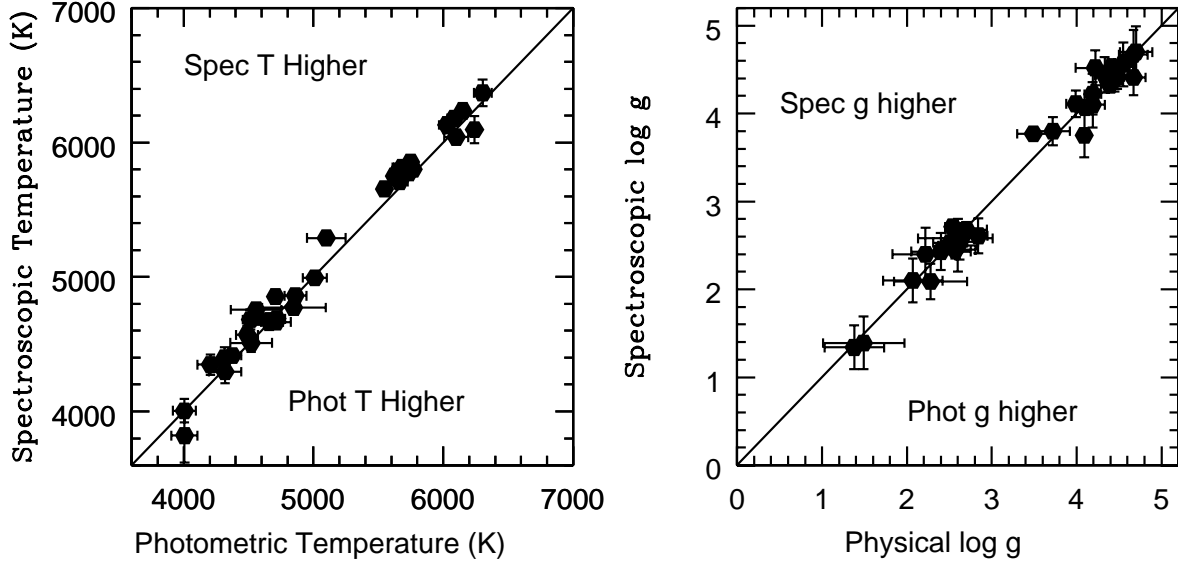 7000
6000
5000
4000
Spectroscopic Temperature (K)
Spec T Higher
Phot T Higher
4000 5000 6000 7000
Photometric Temperature (K)
5
4
3
2
1
0
Spectroscopic log g
Spec g higher
Phot g higher
0 1 2 3 4 5
Physical log g